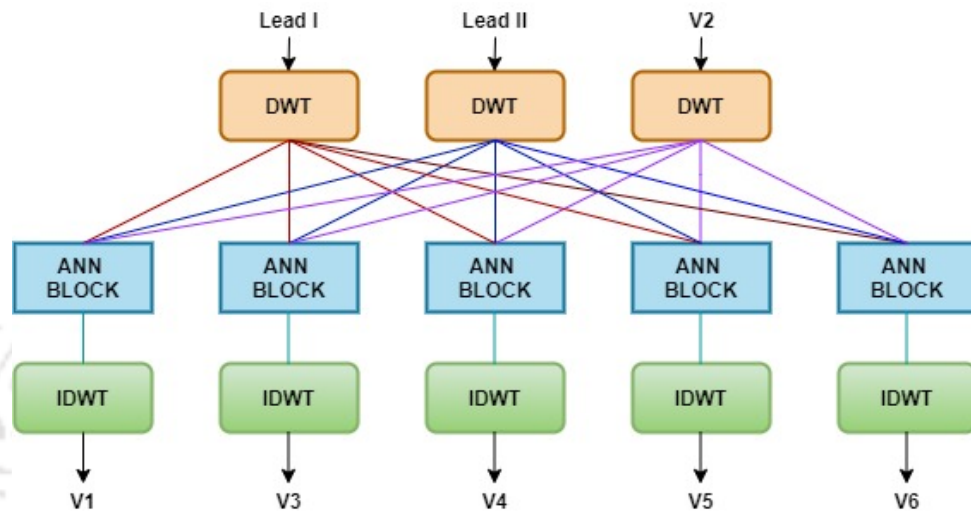 Lead I
Lead II
V2
DWT
DWT
DWT
ANN
BLOCK
ANN
BLOCK
ANN
BLOCK
ANN
BLOCK
ANN
BLOCK
IDWT
IDWT
IDWT
IDWT
IDWT
V1
V3
V4
V5
V6